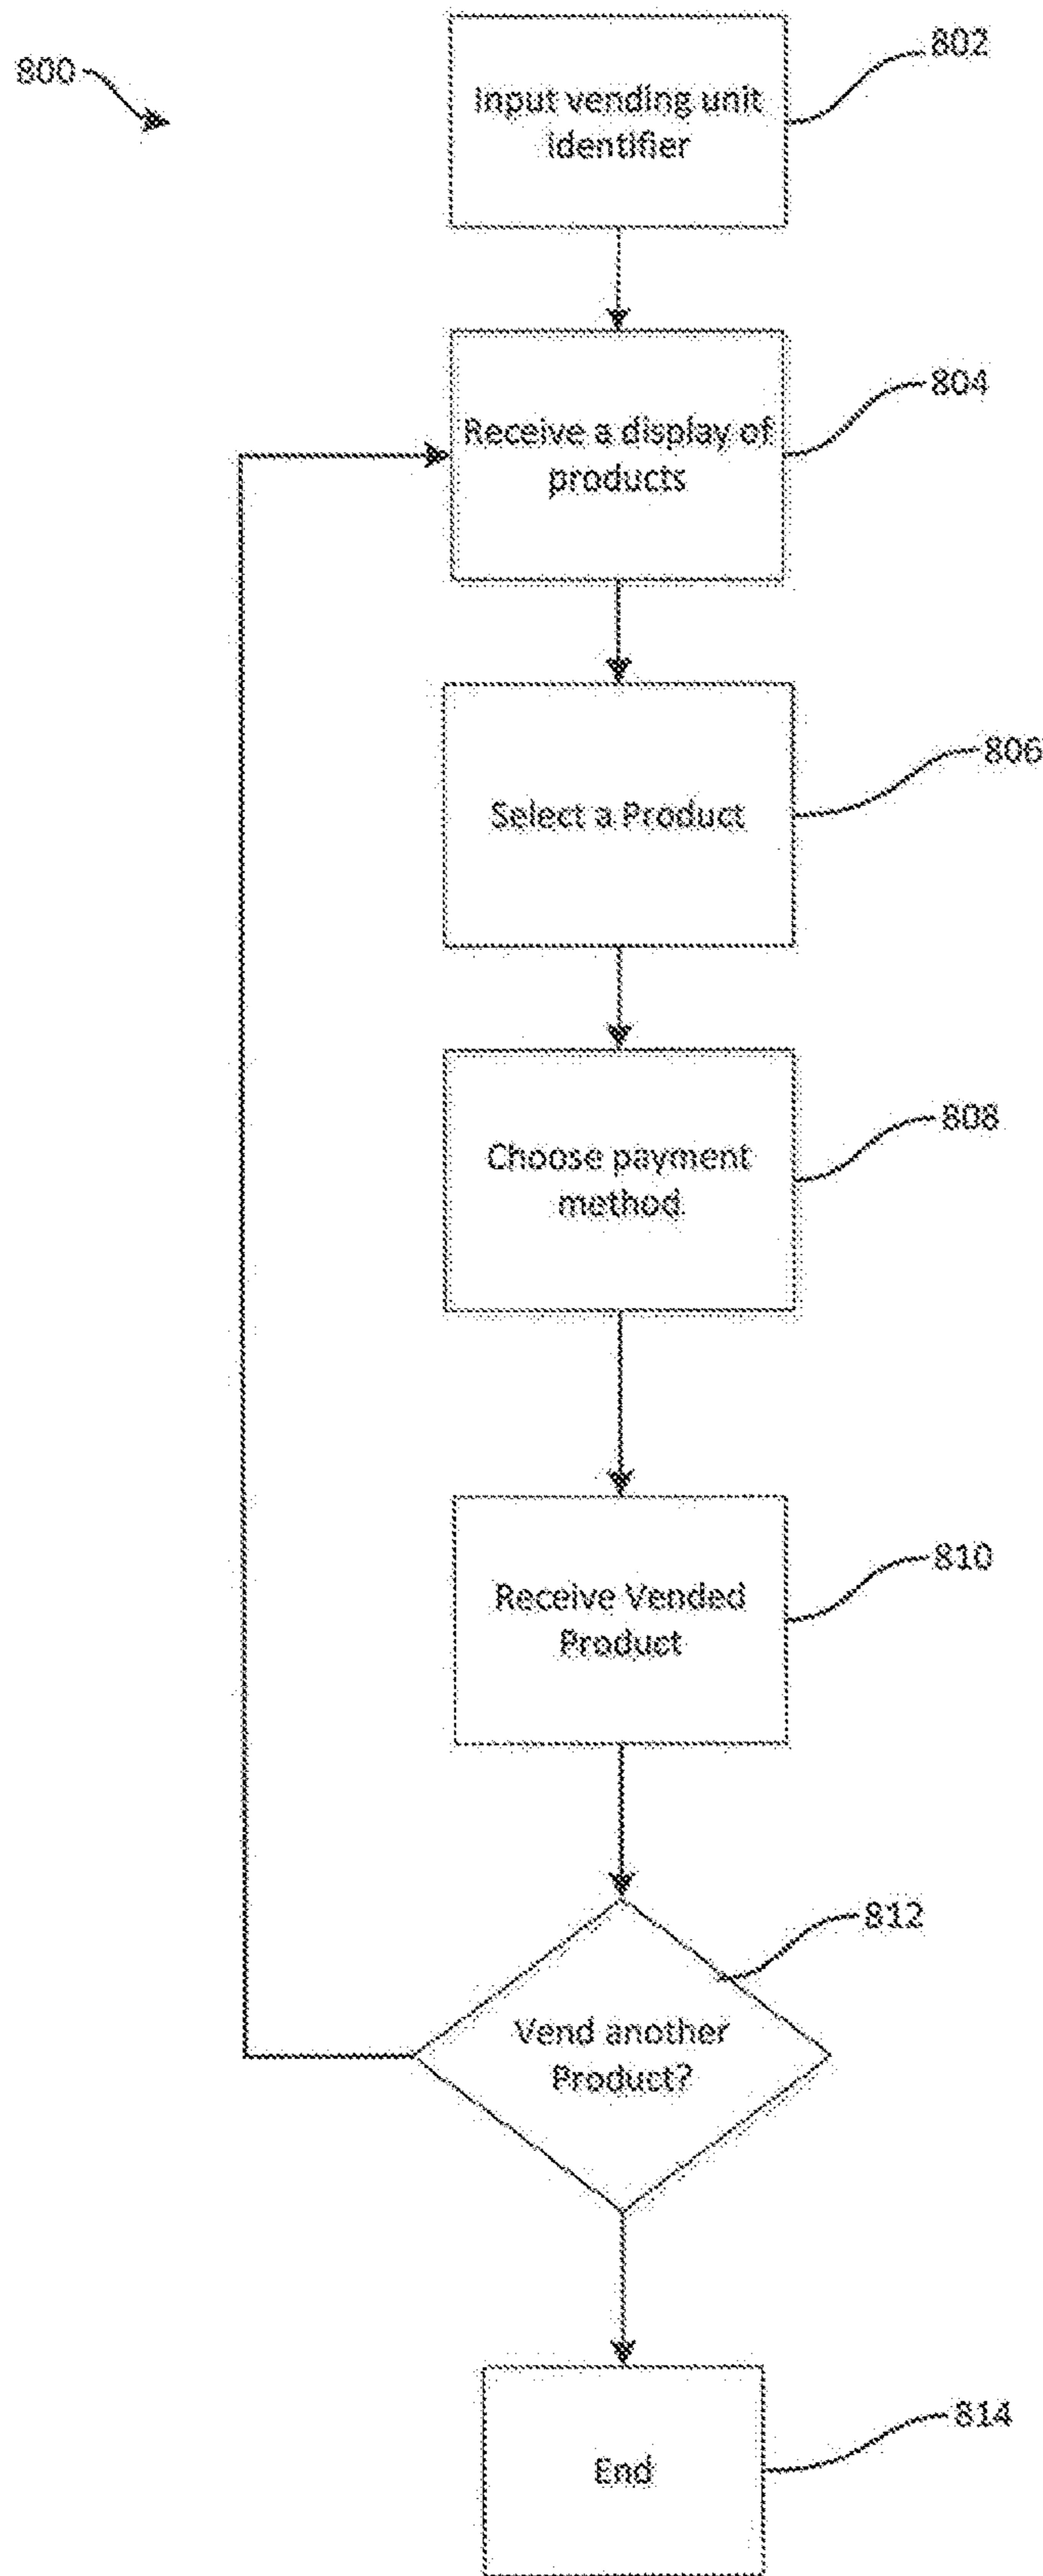 800
802
Input vending unit
identifier
804
Receive a display of
products
806
Select a Product
808
Choose payment
method
810
Receive Vended
Product
812
Vend another
Product?
814
End